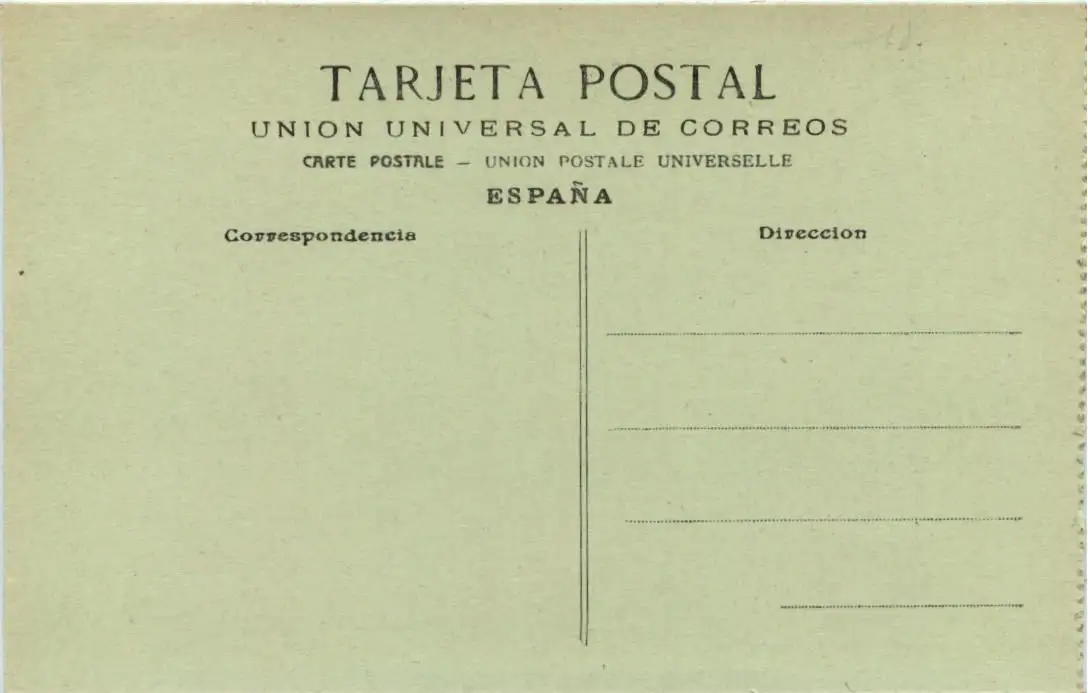 TARJETA POSTAL
UNION UNIVERSAL DE CORREOS
CARTE POSTALE — UNION POSTALE UNIVERSELLE
ESPAÑA
Correspondencia
Direccion